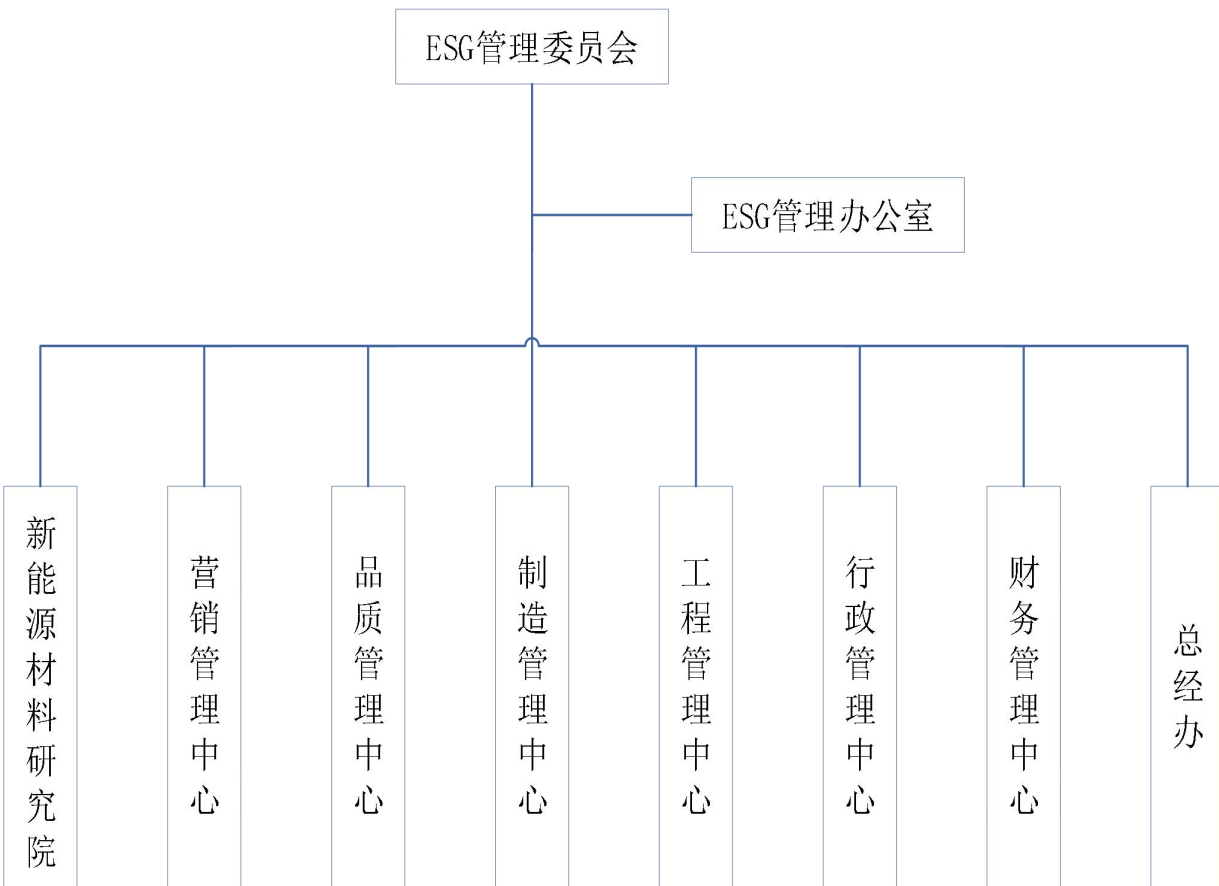 ESG管理委员会
ESG管理办公室
新能源材料研究院
营销管理中心
品质管理中心
制造管理中心
工程管理中心
行政管理中心
财务管理中心
总经办